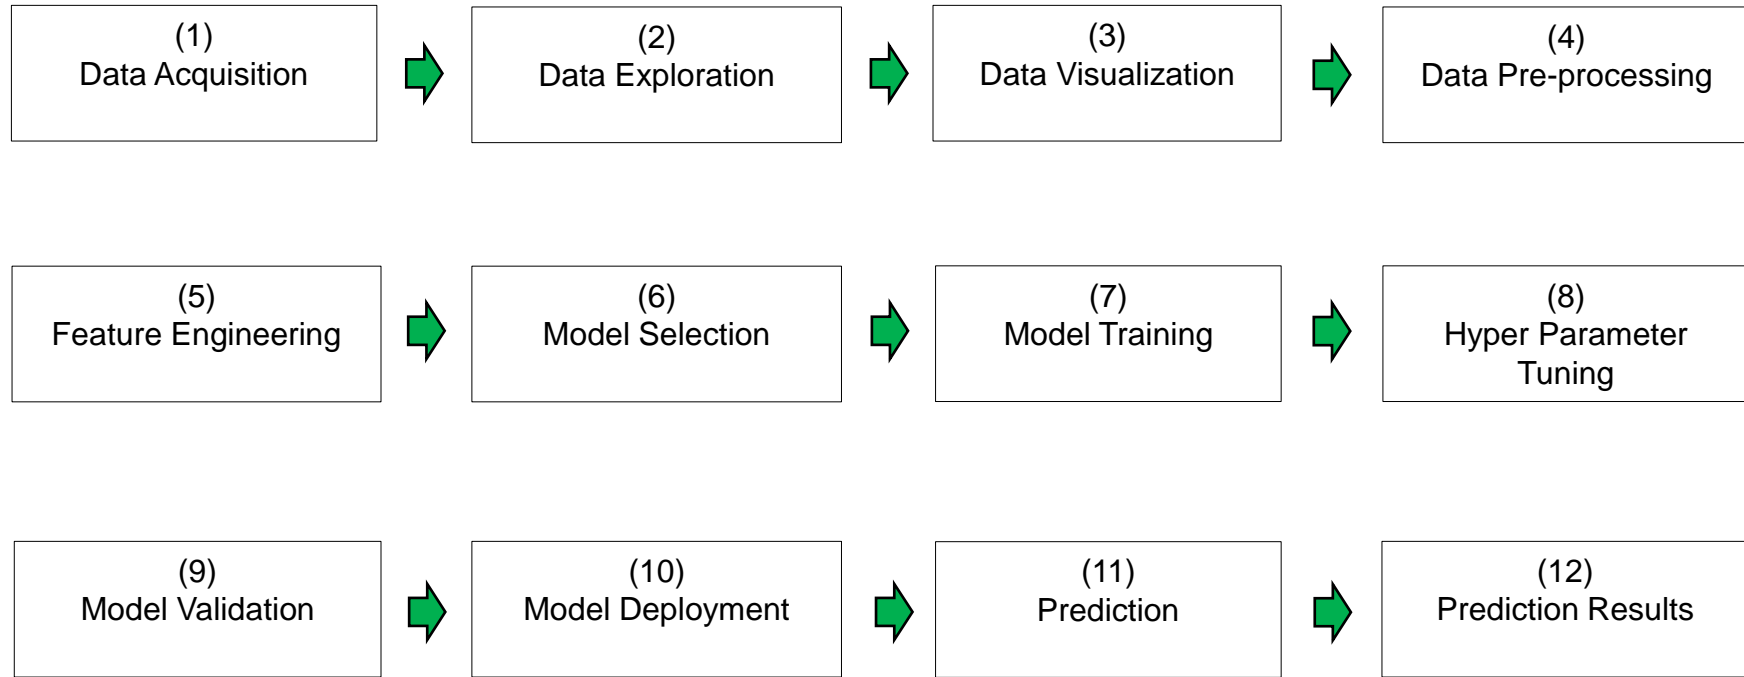 (1)
Data Acquisition
(2)
Data Exploration
(3)
Data Visualization
(4)
Data Pre-processing
(5)
Feature Engineering
(6)
Model Selection
(7)
Model Training
(8)
Hyper Parameter
Tuning
(9)
Model Validation
(10)
Model Deployment
(11)
Prediction
(12)
Prediction Results